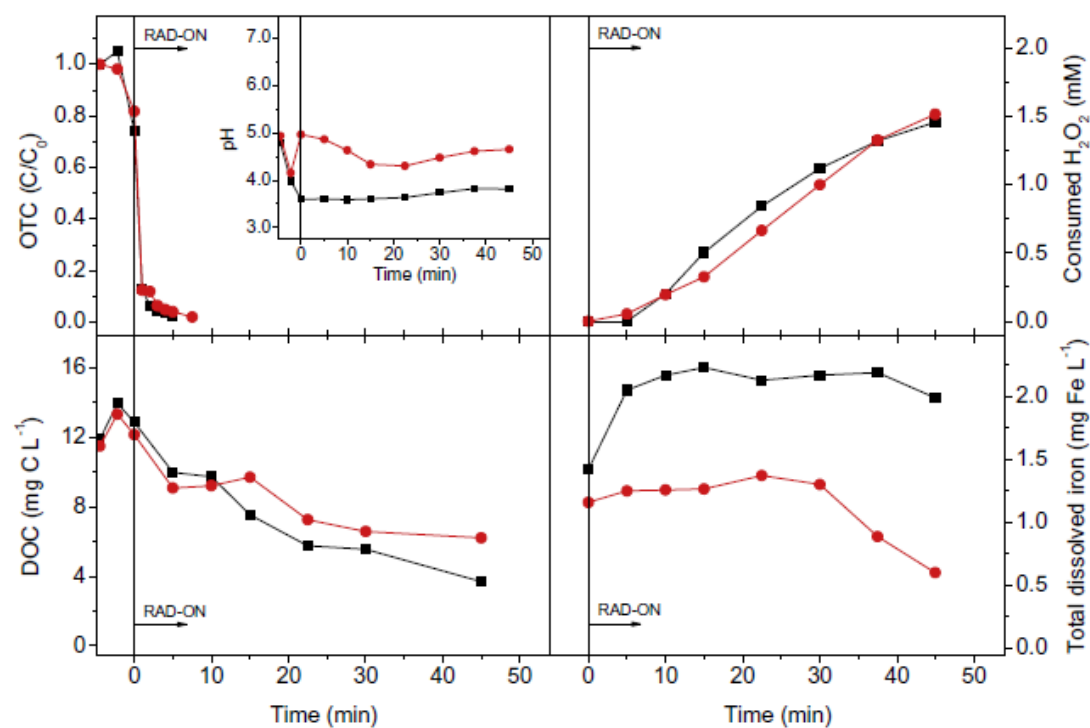 RAD-ON
1.0
0.8
0.6
0.4
0.2
0.0
OTC (C/C₀)
7.0
6.0
5.0
4.0
3.0
pH
0 10 20 30 40 50
Time (min)
RAD-ON
2.0
1.5
1.0
0.5
0.0
Consumed H₂O₂ (mM)
16
12
8
4
0
DOC (mg C L⁻¹)
RAD-ON
0 10 20 30 40 50
Time (min)
2.0
1.5
1.0
0.5
0.0
Total dissolved iron (mg Fe L⁻¹)
RAD-ON
0 10 20 30 40 50
Time (min)